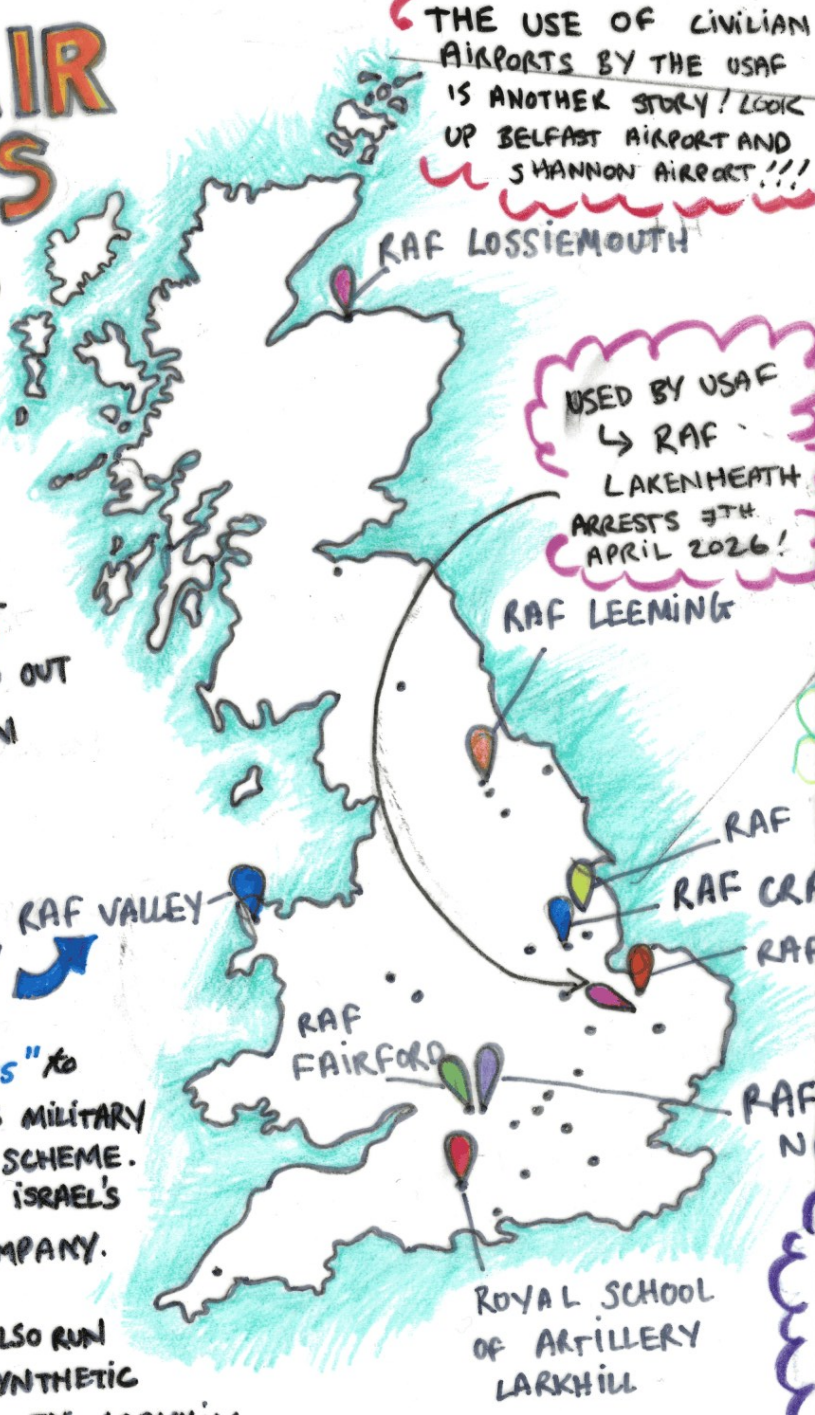 THE USE OF CIVILIAN
AIRPORTS BY THE USAF
IS ANOTHER STORY! LOOK
UP BELFAST AIRPORT AND
SHANNON AIRPORT!!!
RAF LOSSIEMOUTH
USED BY USAF
↳ RAF
LAKENHEATH
ARRESTS 7TH
APRIL 2026!
RAF LEEMING
OUT
RAF
RAF VALLEY
RAF CRA
RAF
RAF
FAIRFORD
s" to
MILITARY
SCHEME.
ISRAEL'S
MPANY.
RAF
N
ROYAL SCHOOL
OF ARTILLERY
LARKHILL
LSO RUN
YNTHETIC